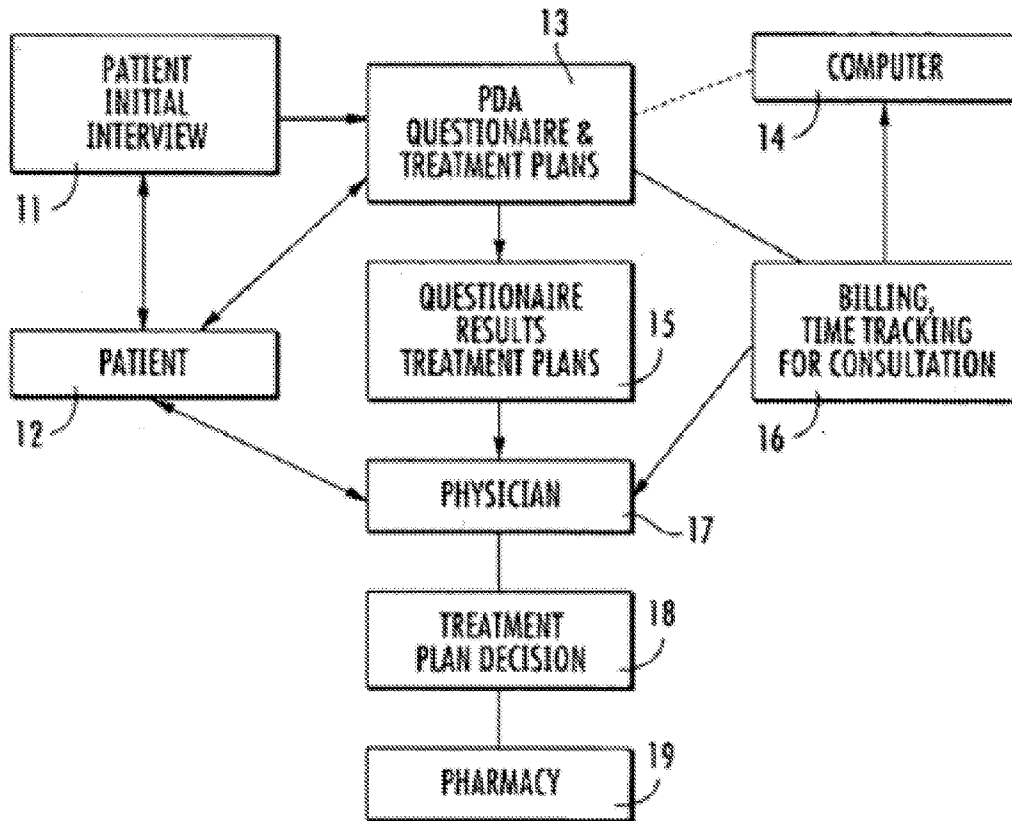 PATIENT
INITIAL
INTERVIEW
11
13
PDA
QUESTIONAIRE &
TREATMENT PLANS
COMPUTER
14
PATIENT
12
QUESTIONAIRE
RESULTS
TREATMENT PLANS
15
BILLING,
TIME TRACKING
FOR CONSULTATION
16
PHYSICIAN
17
TREATMENT
PLAN DECISION
18
PHARMACY
19